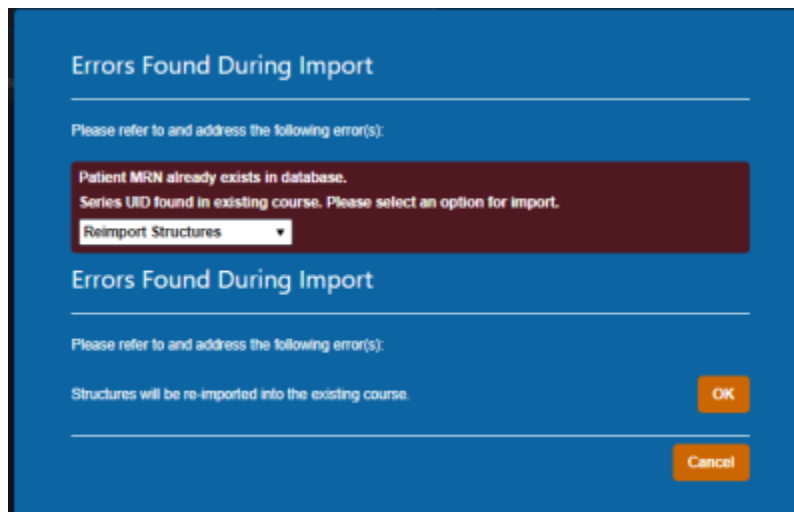 Errors Found During Import
Please refer to and address the following error(s):
Patient MRN already exists in database.
Series UID found in existing course. Please select an option for import.
Reimport Structures
Errors Found During Import
Please refer to and address the following error(s):
Structures will be re-imported into the existing course.
OK
Cancel